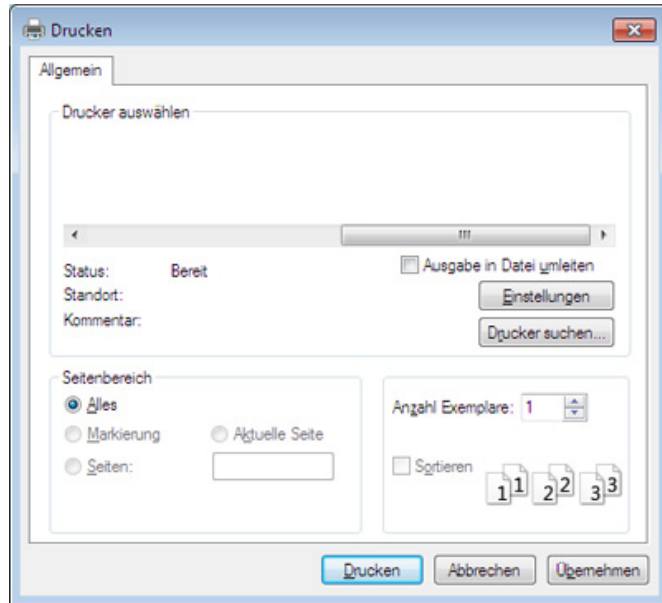 Drucken
Allgemein
Drucker auswählen
Status: Bereit
Ausgabe in Datei umleiten
Standort:
Einstellungen
Kommentar:
Drucker suchen...
Seitenbereich
Alles
Anzahl Exemplare: 1
Markierung
Aktuelle Seite
Seiten:
Sortieren
1 1 2 2 3 3
Drucken
Abbrechen
Übernehmen